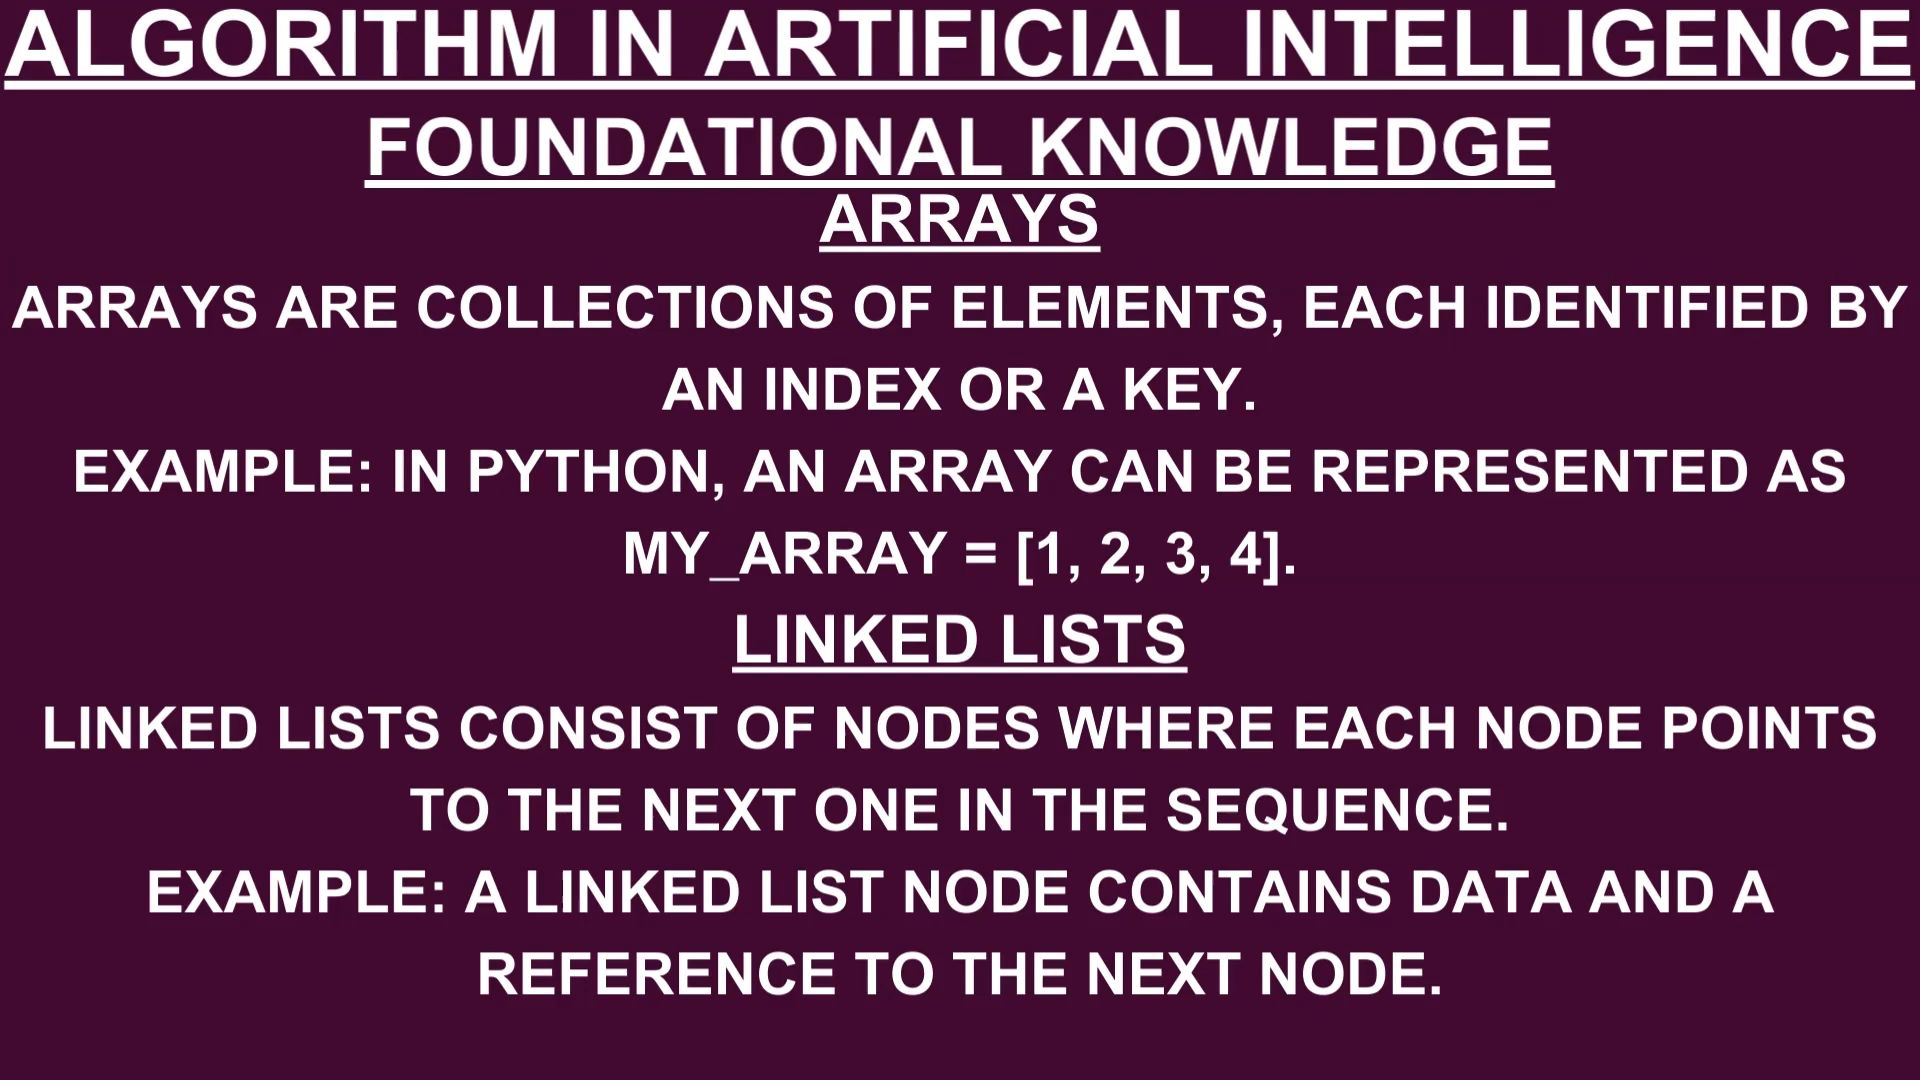 ALGORITHM IN ARTIFICIAL INTELLIGENCE
FOUNDATIONAL KNOWLEDGE
ARRAYS
ARRAYS ARE COLLECTIONS OF ELEMENTS, EACH IDENTIFIED BY
AN INDEX OR A KEY.
EXAMPLE: IN PYTHON, AN ARRAY CAN BE REPRESENTED AS
MY_ARRAY = [1, 2, 3, 4].
LINKED LISTS
LINKED LISTS CONSIST OF NODES WHERE EACH NODE POINTS
TO THE NEXT ONE IN THE SEQUENCE.
EXAMPLE: A LINKED LIST NODE CONTAINS DATA AND A
REFERENCE TO THE NEXT NODE.